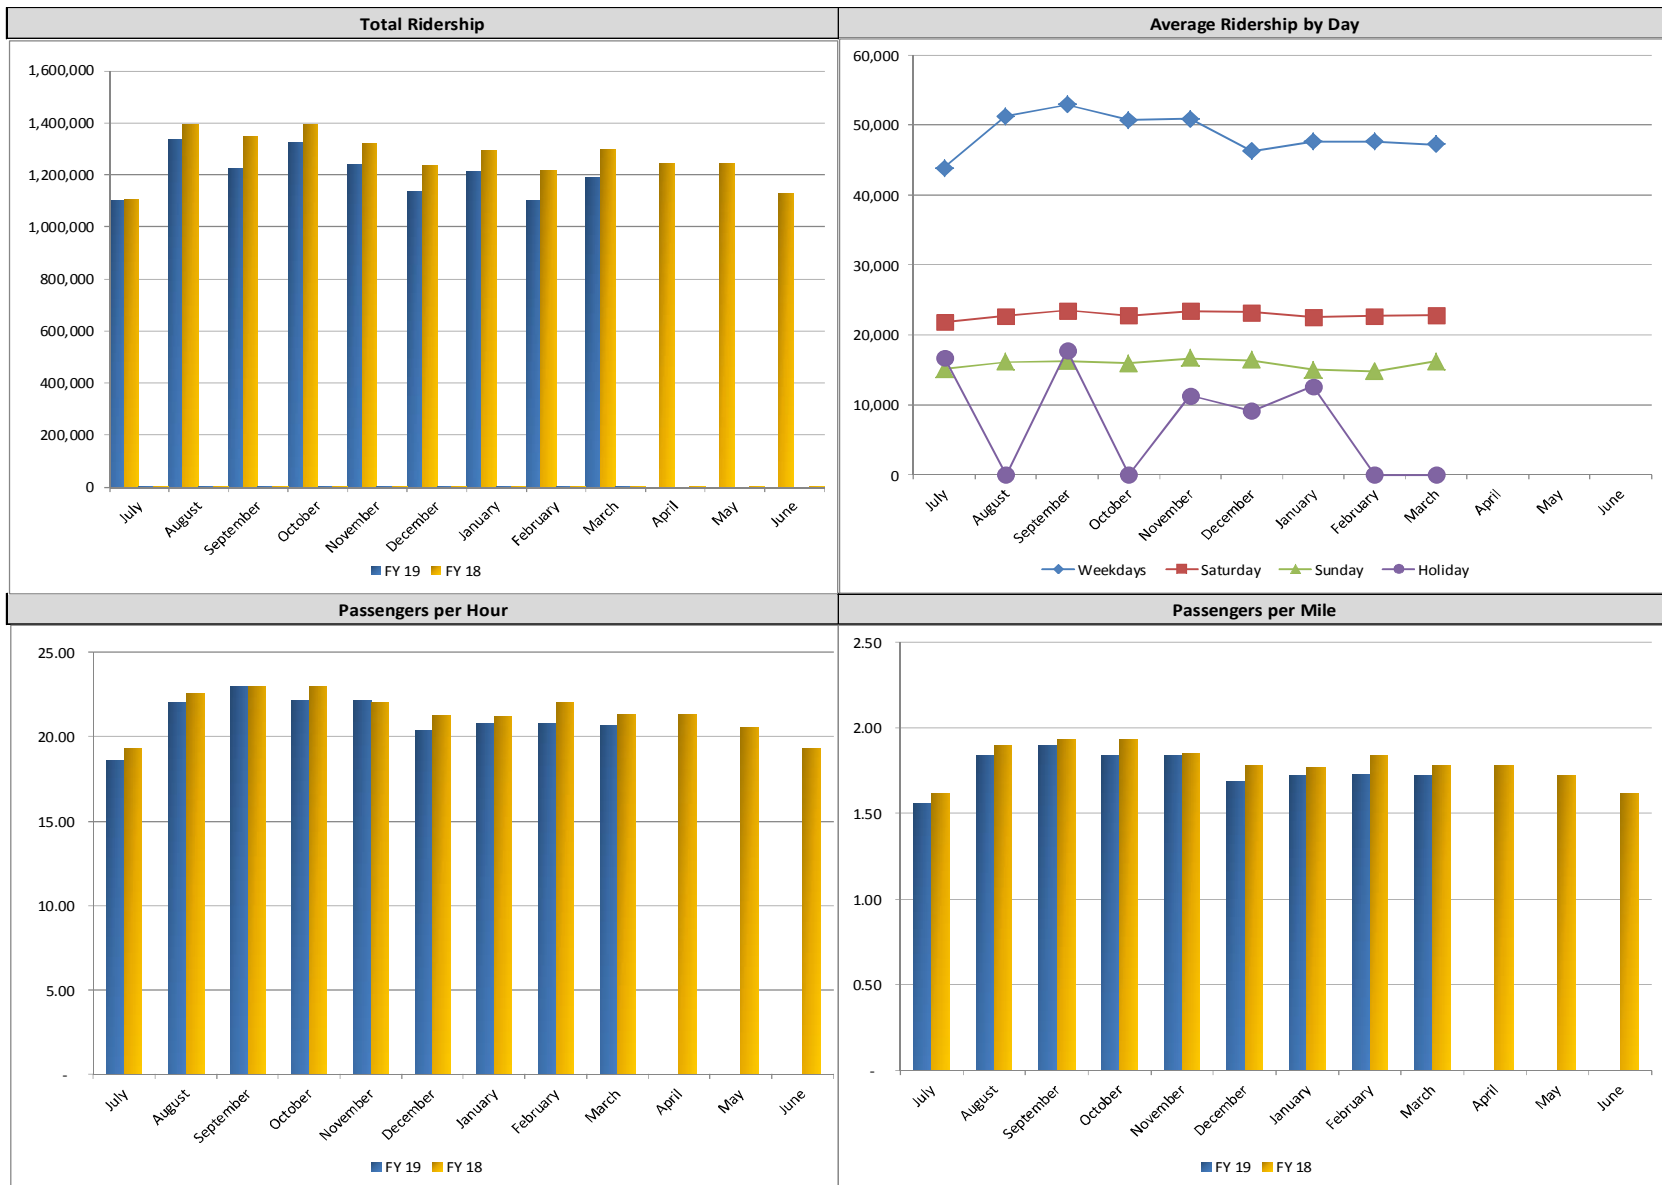 Total Ridership
1,600,000
1,400,000
1,200,000
1,000,000
800,000
600,000
400,000
200,000
0
July
August
September
October
November
December
January
February
March
April
May
June
FY 19 FY 18
Average Ridership by Day
60,000
50,000
40,000
30,000
20,000
10,000
0
July
August
September
October
November
December
January
February
March
April
May
June
Weekdays Saturday Sunday Holiday
Passengers per Hour
25.00
20.00
15.00
10.00
5.00
-
July
August
September
October
November
December
January
February
March
April
May
June
FY 19 FY 18
Passengers per Mile
2.50
2.00
1.50
1.00
0.50
-
July
August
September
October
November
December
January
February
March
April
May
June
FY 19 FY 18